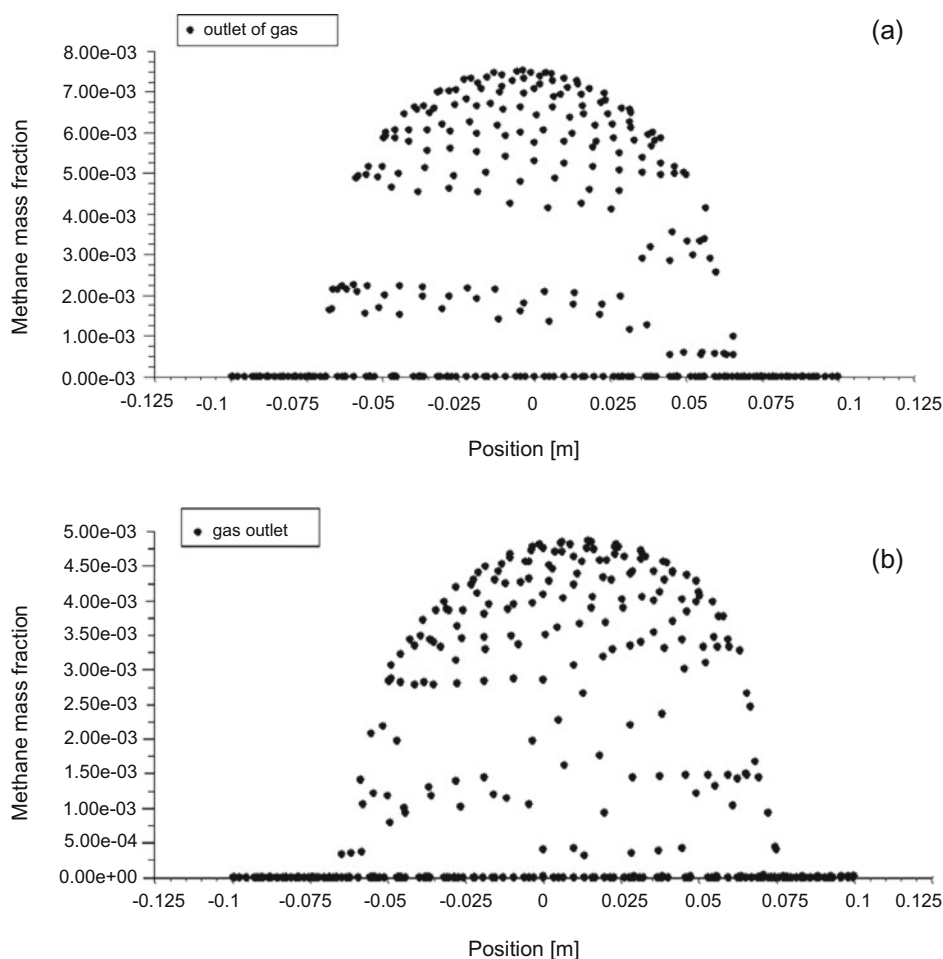 outlet of gas
(a)
8.00e-03
7.00e-03
6.00e-03
5.00e-03
4.00e-03
3.00e-03
2.00e-03
1.00e-03
0.00e-03
Methane mass fraction
-0.125 -0.1 -0.075 -0.05 -0.025 0 0.025 0.05 0.075 0.1 0.125
Position [m]
gas outlet
(b)
5.00e-03
4.50e-03
4.00e-03
3.50e-03
3.00e-03
2.50e-03
2.00e-03
1.50e-03
1.00e-03
5.00e-04
0.00e+00
Methane mass fraction
-0.125 -0.1 -0.075 -0.05 -0.025 0 0.025 0.05 0.075 0.1 0.125
Position [m]